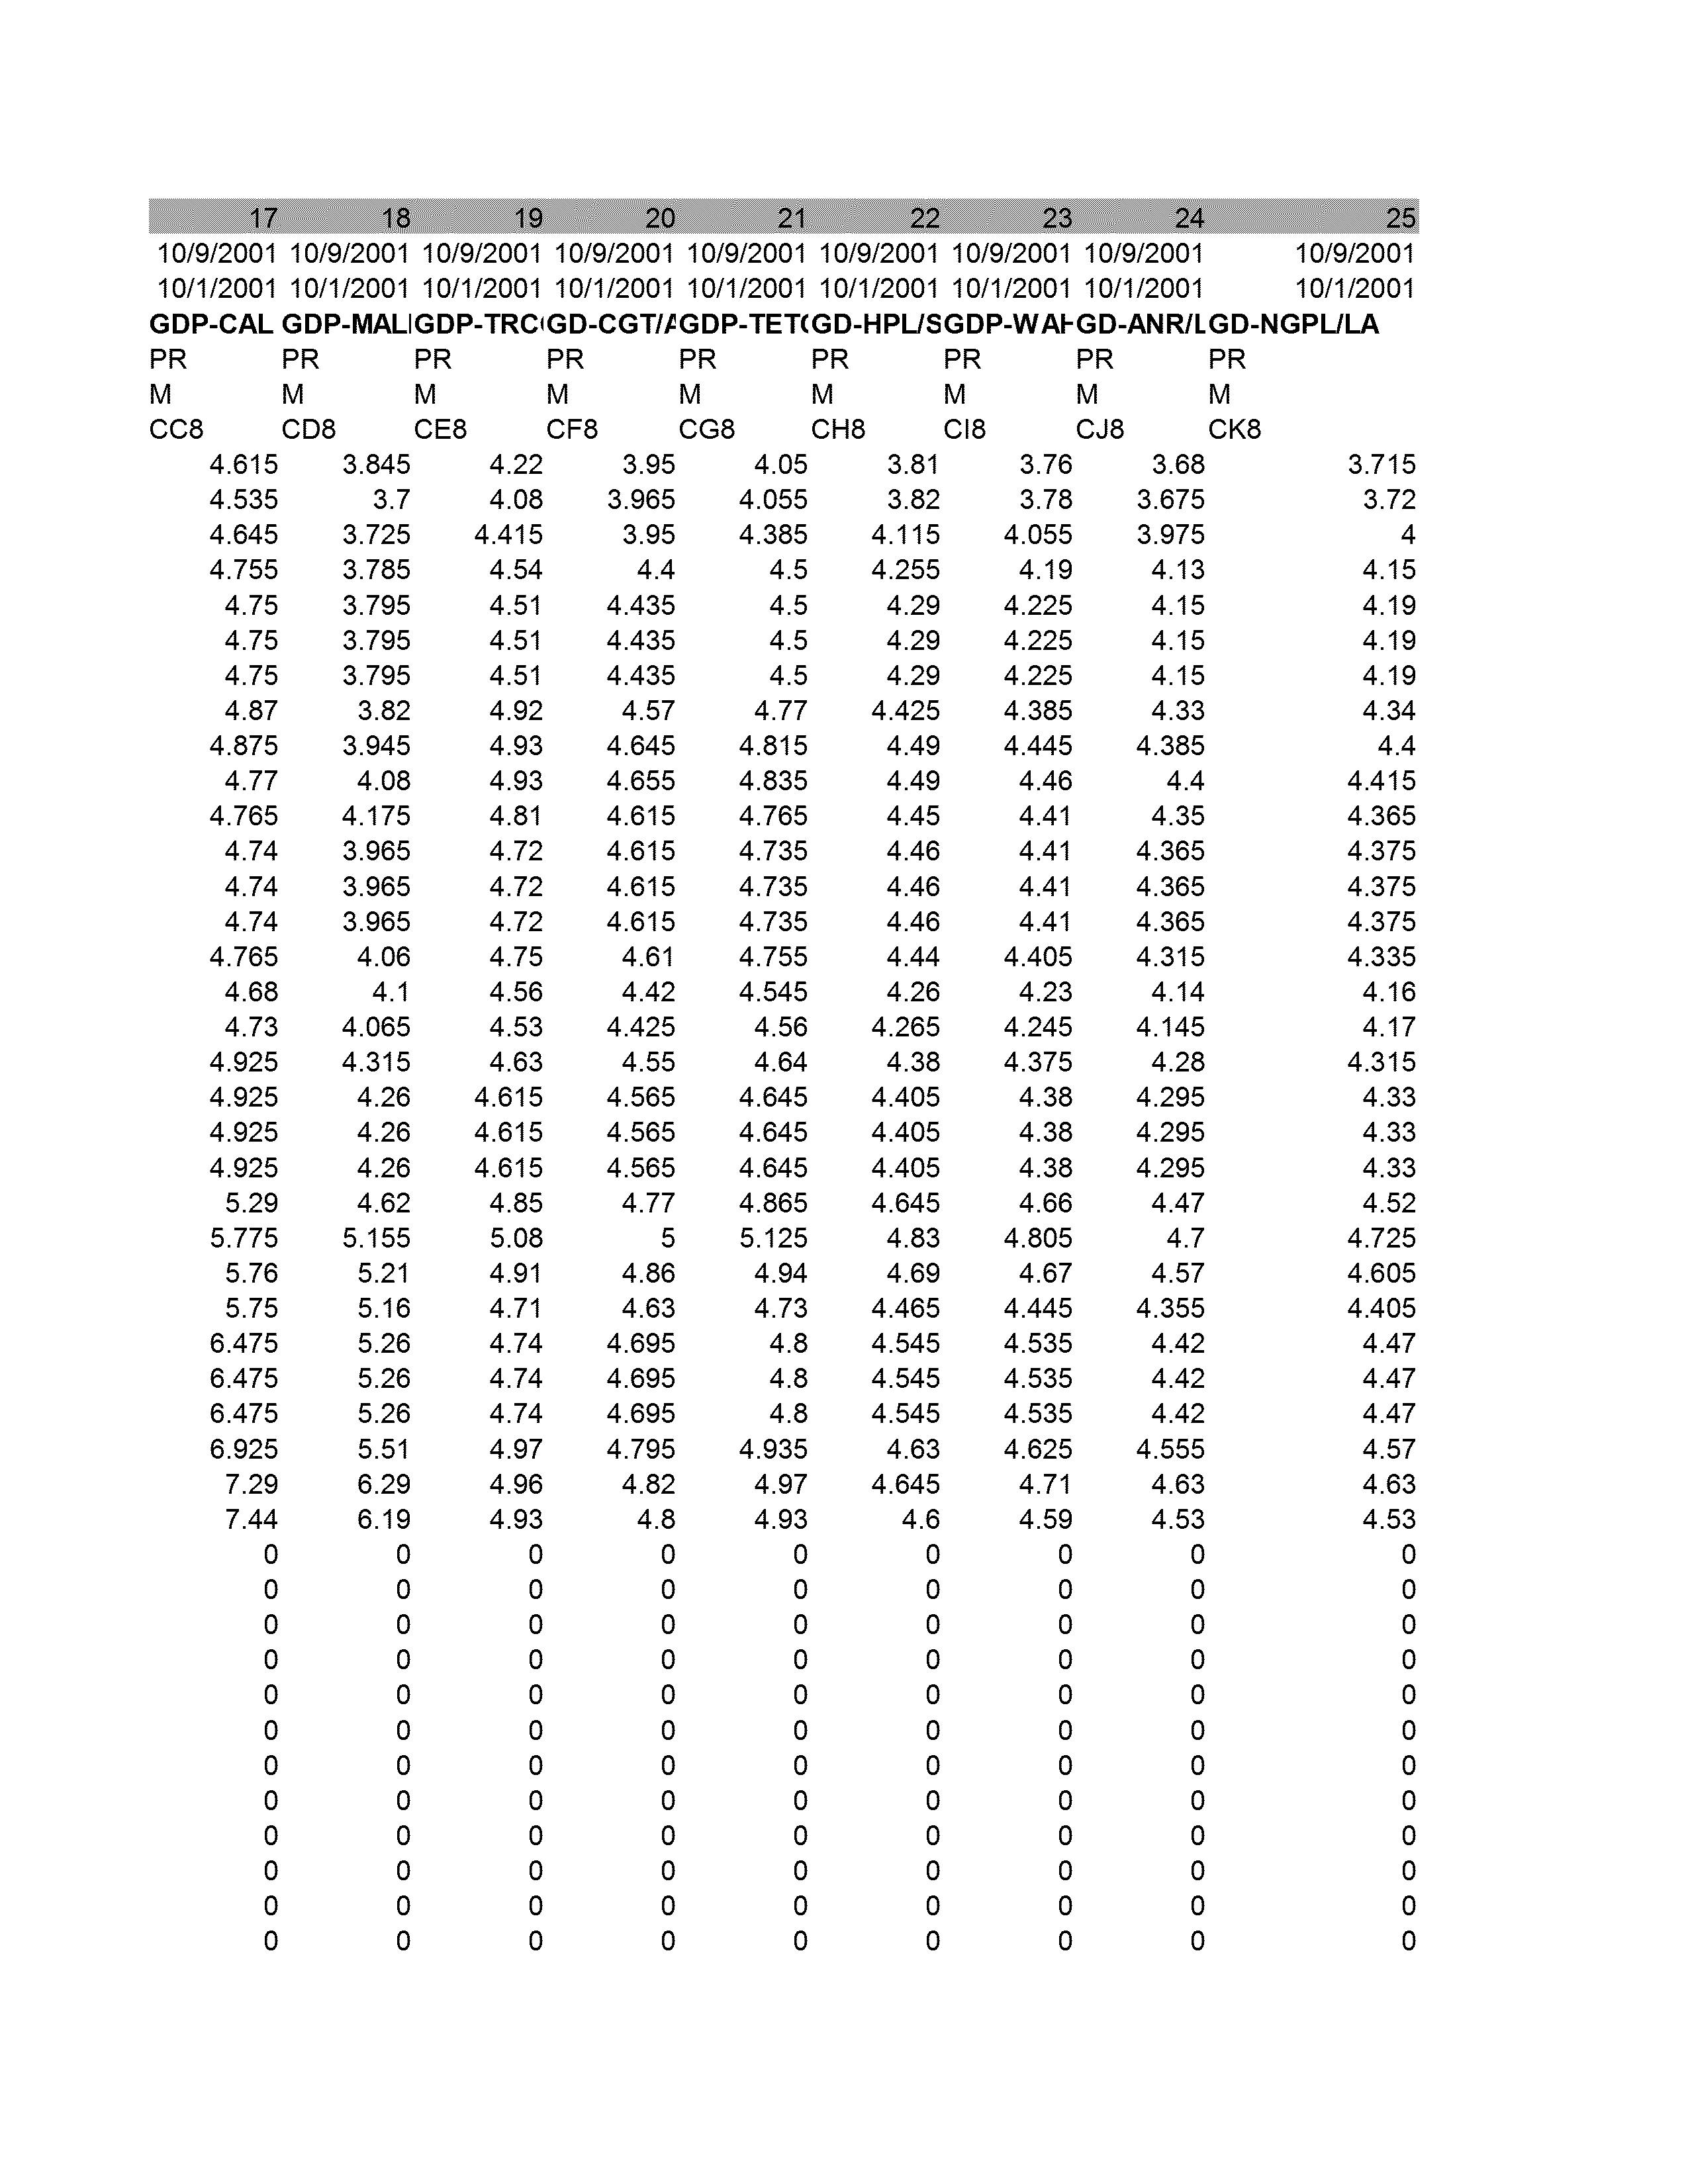 17 18 19 20 21 22 23 24 25
10/9/2001 10/9/2001 10/9/2001 10/9/2001 10/9/2001 10/9/2001 10/9/2001 10/9/2001 10/9/2001
10/1/2001 10/1/2001 10/1/2001 10/1/2001 10/1/2001 10/1/2001 10/1/2001 10/1/2001 10/1/2001
GDP-CAL GDP-MALI GDP-TRC GD-CGT/A GDP-TET GD-HPL/S GDP-WAH GD-ANR/L GD-NGPL/LA
PR PR PR PR PR PR PR PR PR
M M M M M M M M M
CC8 CD8 CE8 CF8 CG8 CH8 CI8 CJ8 CK8
4.615 3.845 4.22 3.95 4.05 3.81 3.76 3.68 3.715
4.535 3.7 4.08 3.965 4.055 3.82 3.78 3.675 3.72
4.645 3.725 4.415 3.95 4.385 4.115 4.055 3.975 4
4.755 3.785 4.54 4.4 4.5 4.255 4.19 4.13 4.15
4.75 3.795 4.51 4.435 4.5 4.29 4.225 4.15 4.19
4.75 3.795 4.51 4.435 4.5 4.29 4.225 4.15 4.19
4.75 3.795 4.51 4.435 4.5 4.29 4.225 4.15 4.19
4.87 3.82 4.92 4.57 4.77 4.425 4.385 4.33 4.34
4.875 3.945 4.93 4.645 4.815 4.49 4.445 4.385 4.4
4.77 4.08 4.93 4.655 4.835 4.49 4.46 4.4 4.415
4.765 4.175 4.81 4.615 4.765 4.45 4.41 4.35 4.365
4.74 3.965 4.72 4.615 4.735 4.46 4.41 4.365 4.375
4.74 3.965 4.72 4.615 4.735 4.46 4.41 4.365 4.375
4.74 3.965 4.72 4.615 4.735 4.46 4.41 4.365 4.375
4.765 4.06 4.75 4.61 4.755 4.44 4.405 4.315 4.335
4.68 4.1 4.56 4.42 4.545 4.26 4.23 4.14 4.16
4.73 4.065 4.53 4.425 4.56 4.265 4.245 4.145 4.17
4.925 4.315 4.63 4.55 4.64 4.38 4.375 4.28 4.315
4.925 4.26 4.615 4.565 4.645 4.405 4.38 4.295 4.33
4.925 4.26 4.615 4.565 4.645 4.405 4.38 4.295 4.33
4.925 4.26 4.615 4.565 4.645 4.405 4.38 4.295 4.33
5.29 4.62 4.85 4.77 4.865 4.645 4.66 4.47 4.52
5.775 5.155 5.08 5 5.125 4.83 4.805 4.7 4.725
5.76 5.21 4.91 4.86 4.94 4.69 4.67 4.57 4.605
5.75 5.16 4.71 4.63 4.73 4.465 4.445 4.355 4.405
6.475 5.26 4.74 4.695 4.8 4.545 4.535 4.42 4.47
6.475 5.26 4.74 4.695 4.8 4.545 4.535 4.42 4.47
6.475 5.26 4.74 4.695 4.8 4.545 4.535 4.42 4.47
6.925 5.51 4.97 4.795 4.935 4.63 4.625 4.555 4.57
7.29 6.29 4.96 4.82 4.97 4.645 4.71 4.63 4.63
7.44 6.19 4.93 4.8 4.93 4.6 4.59 4.53 4.53
0 0 0 0 0 0 0 0 0
0 0 0 0 0 0 0 0 0
0 0 0 0 0 0 0 0 0
0 0 0 0 0 0 0 0 0
0 0 0 0 0 0 0 0 0
0 0 0 0 0 0 0 0 0
0 0 0 0 0 0 0 0 0
0 0 0 0 0 0 0 0 0
0 0 0 0 0 0 0 0 0
0 0 0 0 0 0 0 0 0
0 0 0 0 0 0 0 0 0
0 0 0 0 0 0 0 0 0